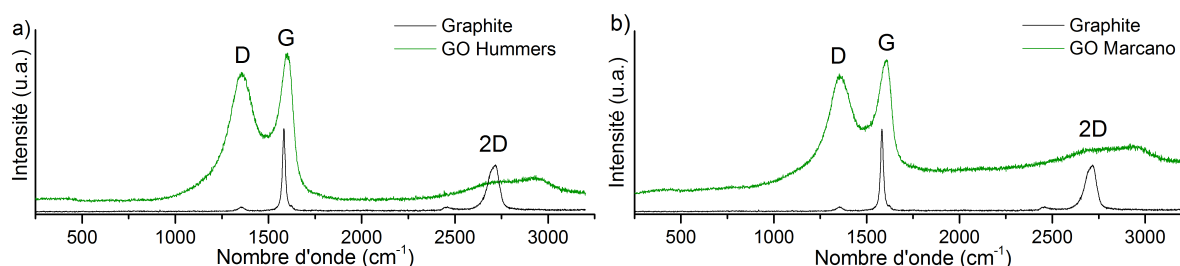 a)
Graphite
GO Hummers
D
G
2D
Intensité (u.a.)
500 1000 1500 2000 2500 3000
Nombre d'onde (cm⁻¹)
b)
Graphite
GO Marcano
D
G
2D
Intensité (u.a.)
500 1000 1500 2000 2500 3000
Nombre d'onde (cm⁻¹)